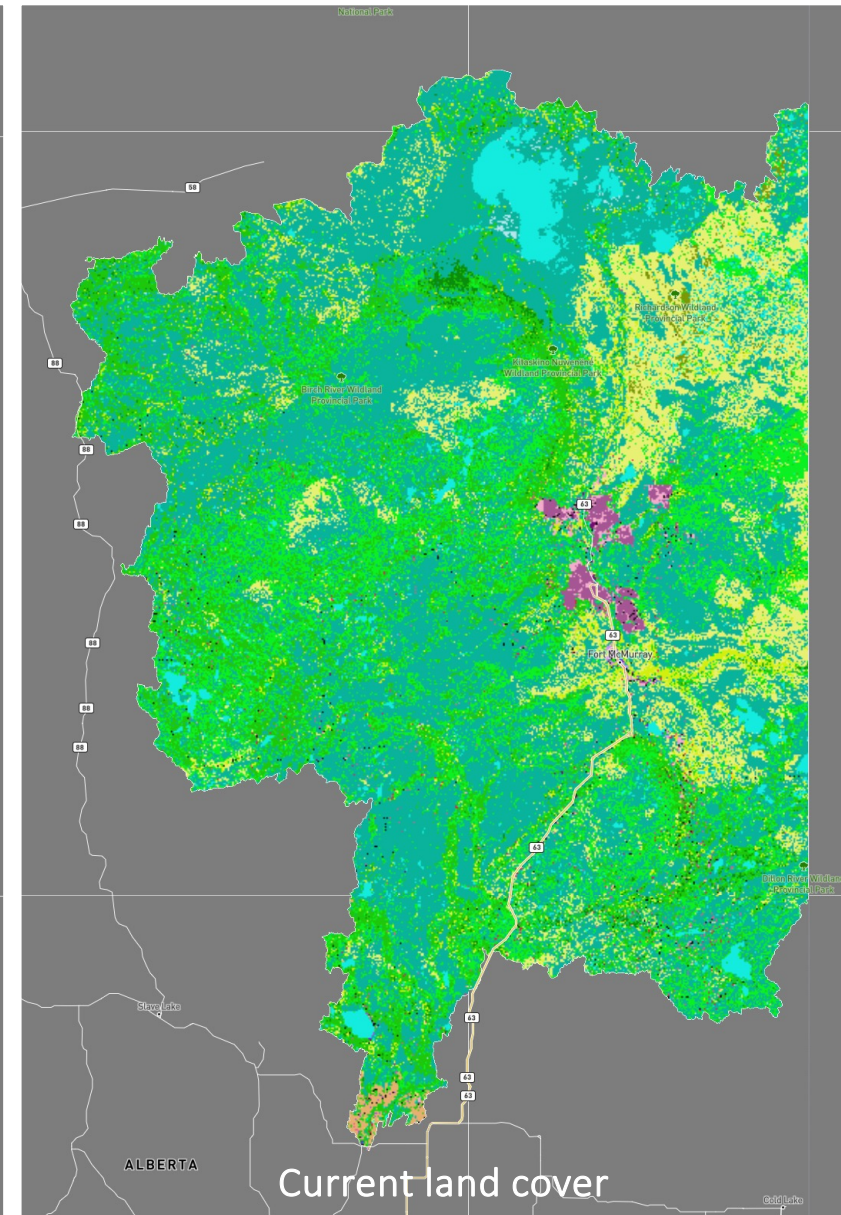 National Park
58
Richardson Wildland
Provincial Park
88
Kitaskino Nuwenëné
Wildland Provincial Park
Birch River Wildland
Provincial Park
88
63
88
63
88
Fort McMurray
88
88
63
Dillon River Wildland
Provincial Park
Slave Lake
63
63
63
ALBERTA
Current land cover
Cold Lake